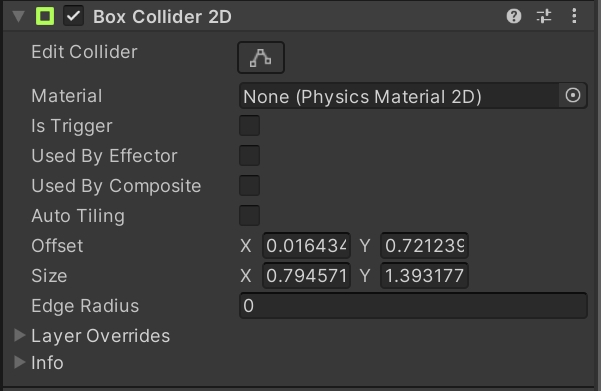 Box Collider 2D
Edit Collider
Material None (Physics Material 2D)
Is Trigger
Used By Effector
Used By Composite
Auto Tiling
Offset X 0.016434 Y 0.721239
Size X 0.794571 Y 1.393177
Edge Radius 0
Layer Overrides
Info